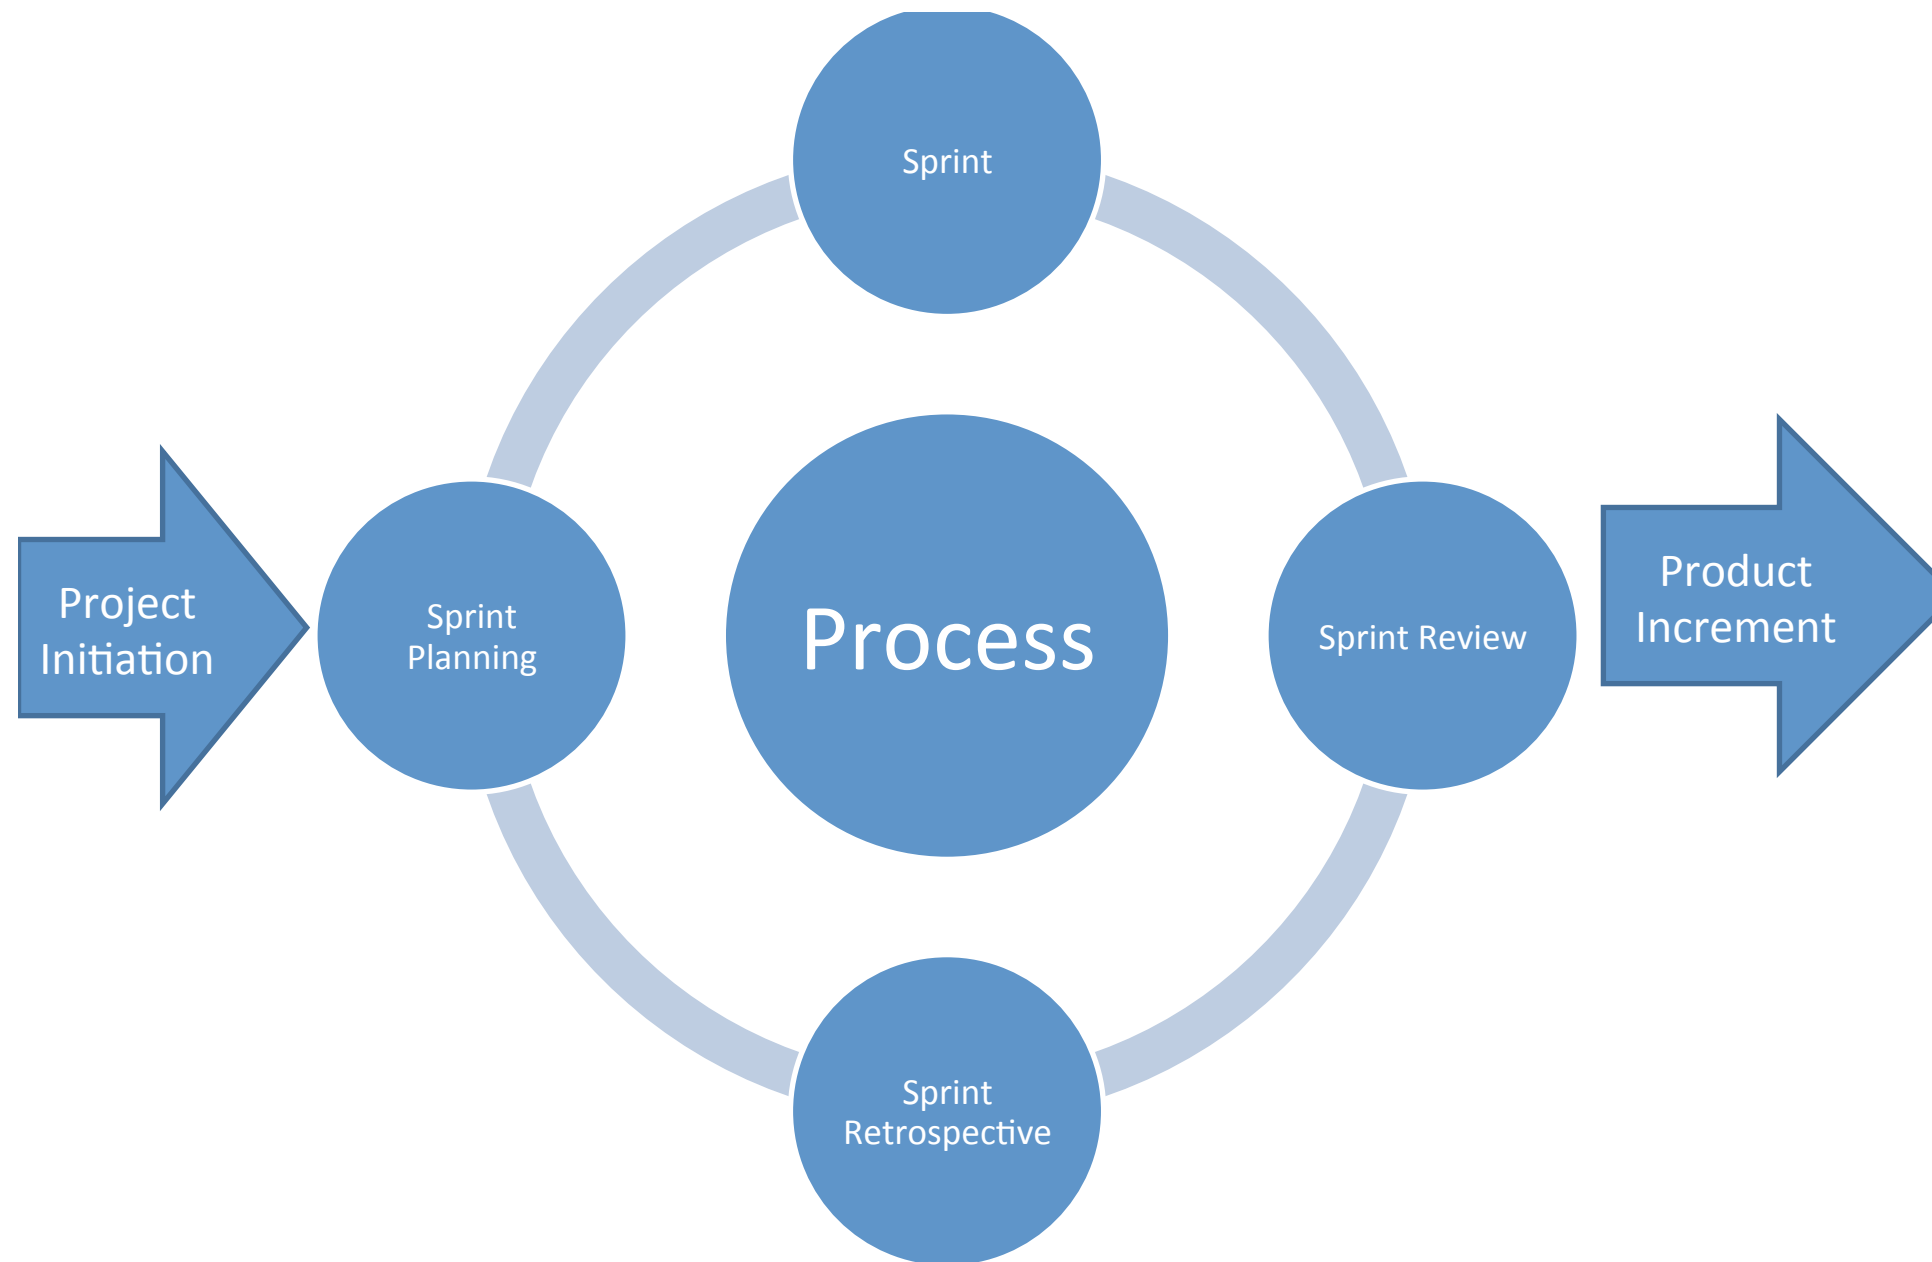 Sprint
Project
Initiation
Sprint
Planning
Process
Sprint Review
Product
Increment
Sprint
Retrospective